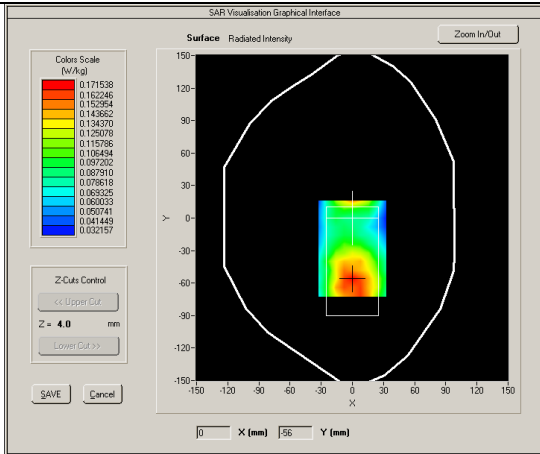 SAR Visualisation Graphical Interface
Surface Radiated Intensity
Zoom In/Out
Colors Scale
(W/kg)
0.171538
0.162246
0.152954
0.143662
0.134370
0.125078
0.115786
0.106494
0.097202
0.087910
0.078618
0.069325
0.060033
0.050741
0.041449
0.032157
Z-Cuts Control
<< Upper Cut
Z = 4.0 mm
Lower Cut >>
SAVE Cancel
150
120
90
60
30
0
-30
-60
-90
-120
-150
Y
-150 -120 -90 -60 -30 0 30 60 90 120 150
X
0 X (mm) -56 Y (mm)